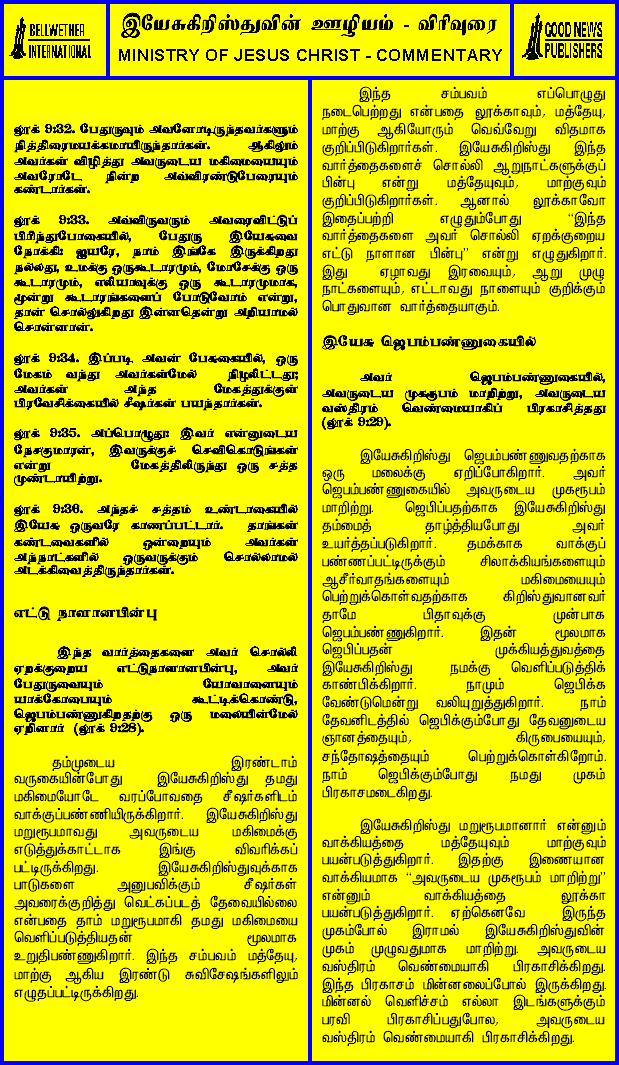 BELLWETHER
INTERNATIONAL
இயேசுகிறிஸ்துவின் ஊழியம் - விரிவுரை
MINISTRY OF JESUS CHRIST - COMMENTARY
GOOD NEWS
PUBLISHERS
லூக் 9:32. பேதுருவும் அவனோடிருந்தவர்களும்
நித்திரைமயக்கமாயிருந்தார்கள். ஆகிலும்
அவர்கள் விழித்து அவருடைய மகிமையையும்
அவரோடே நின்ற அவ்விரண்டுபேரையும்
கண்டார்கள்.
லூக் 9:33. அவ்விருவரும் அவரைவிட்டுப்
பிரிந்துபோகையில், பேதுரு இயேசுவை
நோக்கி: ஐயரே, நாம் இங்கே இருக்கிறது
நல்லது, உமக்கு ஒருகூடாரமும், மோசேக்கு ஒரு
கூடாரமும், எலியாவுக்கு ஒரு கூடாரமுமாக,
மூன்று கூடாரங்களைப் போடுவோம் என்று,
தான் சொல்லுகிறது இன்னதென்று அறியாமல்
சொன்னான்.
லூக் 9:34. இப்படி அவன் பேசுகையில், ஒரு
மேகம் வந்து அவர்கள்மேல் நிழலிட்டது;
அவர்கள் அந்த மேகத்துக்குள்
பிரவேசிக்கையில் சீஷர்கள் பயந்தார்கள்.
லூக் 9:35. அப்பொழுது: இவர் என்னுடைய
நேசகுமாரன், இவருக்குச் செவிகொடுங்கள்
என்று மேகத்திலிருந்து ஒரு சத்த
முண்டாயிற்று.
லூக் 9:36. அந்தச் சத்தம் உண்டாகையில்
இயேசு ஒருவரே காணப்பட்டார். தாங்கள்
கண்டவைகளில் ஒன்றையும் அவர்கள்
அந்நாட்களில் ஒருவருக்கும் சொல்லாமல்
அடக்கிவைத்திருந்தார்கள்.
எட்டு நாளானபின்பு
இந்த வார்த்தைகளை அவர் சொல்லி
ஏறக்குறைய எட்டுநாளானபின்பு, அவர்
பேதுருவையும் யோவானையும்
யாக்கோபையும் கூட்டிக்கொண்டு,
ஜெபம்பண்ணுகிறதற்கு ஒரு மலையின்மேல்
ஏறினார் (லூக் 9:28).
தம்முடைய இரண்டாம்
வருகையின்போது இயேசுகிறிஸ்து தமது
மகிமையோடே வரப்போவதை சீஷர்களிடம்
வாக்குப்பண்ணியிருக்கிறார். இயேசுகிறிஸ்து
மறுரூபமாவது அவருடைய மகிமைக்கு
எடுத்துக்காட்டாக இங்கு விவரிக்கப்
பட்டிருக்கிறது. இயேசுகிறிஸ்துவுக்காக
பாடுகளை அனுபவிக்கும் சீஷர்கள்
அவரைக்குறித்து வெட்கப்படத் தேவையில்லை
என்பதை தாம் மறுரூபமாகி தமது மகிமையை
வெளிப்படுத்தியதன் மூலமாக
உறுதிபண்ணுகிறார். இந்த சம்பவம் மத்தேயு,
மாற்கு ஆகிய இரண்டு சுவிசேஷங்களிலும்
எழுதப்பட்டிருக்கிறது.
இந்த சம்பவம் எப்பொழுது
நடைபெற்றது என்பதை லூக்காவும், மத்தேயு,
மாற்கு ஆகியோரும் வெவ்வேறு விதமாக
குறிப்பிடுகிறார்கள். இயேசுகிறிஸ்து இந்த
வார்த்தைகளைச் சொல்லி ஆறுநாட்களுக்குப்
பின்பு என்று மத்தேயுவும், மாற்கும்
குறிப்பிடுகிறார்கள். ஆனால் லூக்காவோ
இதைப்பற்றி எழுதும்போது “இந்த
வார்த்தைகளை அவர் சொல்லி ஏறக்குறைய
எட்டு நாளான பின்பு” என்று எழுதுகிறார்.
இது ஏழாவது இரவையும், ஆறு முழு
நாட்களையும், எட்டாவது நாளையும் குறிக்கும்
பொதுவான வார்த்தையாகும்.
இயேசு ஜெபம்பண்ணுகையில்
அவர் ஜெபம்பண்ணுகையில்,
அவருடைய முகரூபம் மாறிற்று, அவருடைய
வஸ்திரம் வெண்மையாகிப் பிரகாசித்தது
(லூக் 9:29).
இயேசுகிறிஸ்து ஜெபம்பண்ணுவதற்காக
ஒரு மலைக்கு ஏறிப்போகிறார். அவர்
ஜெபம்பண்ணுகையில் அவருடைய முகரூபம்
மாறிற்று. ஜெபிப்பதற்காக இயேசுகிறிஸ்து
தம்மைத் தாழ்த்தியபோது அவர்
உயர்த்தப்படுகிறார். தமக்காக வாக்குப்
பண்ணப்பட்டிருக்கும் சிலாக்கியங்களையும்
ஆசீர்வாதங்களையும் மகிமையையும்
பெற்றுக்கொள்வதற்காக கிறிஸ்துவானவர்
தாமே பிதாவுக்கு முன்பாக
ஜெபம்பண்ணுகிறார். இதன் மூலமாக
ஜெபிப்பதன் முக்கியத்துவத்தை
இயேசுகிறிஸ்து நமக்கு வெளிப்படுத்திக்
காண்பிக்கிறார். நாமும் ஜெபிக்க
வேண்டுமென்று வலியுறுத்துகிறார். நாம்
தேவனிடத்தில் ஜெபிக்கும்போது தேவனுடைய
ஞானத்தையும், கிருபையையும்,
சந்தோஷத்தையும் பெற்றுக்கொள்கிறோம்.
நாம் ஜெபிக்கும்போது நமது முகம்
பிரகாசமடைகிறது.
இயேசுகிறிஸ்து மறுரூபமானார் என்னும்
வாக்கியத்தை மத்தேயுவும் மாற்கும்
பயன்படுத்துகிறார். இதற்கு இணையான
வாக்கியமாக “அவருடைய முகரூபம் மாறிற்று”
என்னும் வாக்கியத்தை லூக்கா
பயன்படுத்துகிறார். ஏற்கெனவே இருந்த
முகம்போல் இராமல் இயேசுகிறிஸ்துவின்
முகம் முழுவதுமாக மாறிற்று. அவருடைய
வஸ்திரம் வெண்மையாகி பிரகாசிக்கிறது.
இந்த பிரகாசம் மின்னலைப்போல் இருக்கிறது.
மின்னல் வெளிச்சம் எல்லா இடங்களுக்கும்
பரவி பிரகாசிப்பதுபோல, அவருடைய
வஸ்திரம் வெண்மையாகி பிரகாசிக்கிறது.